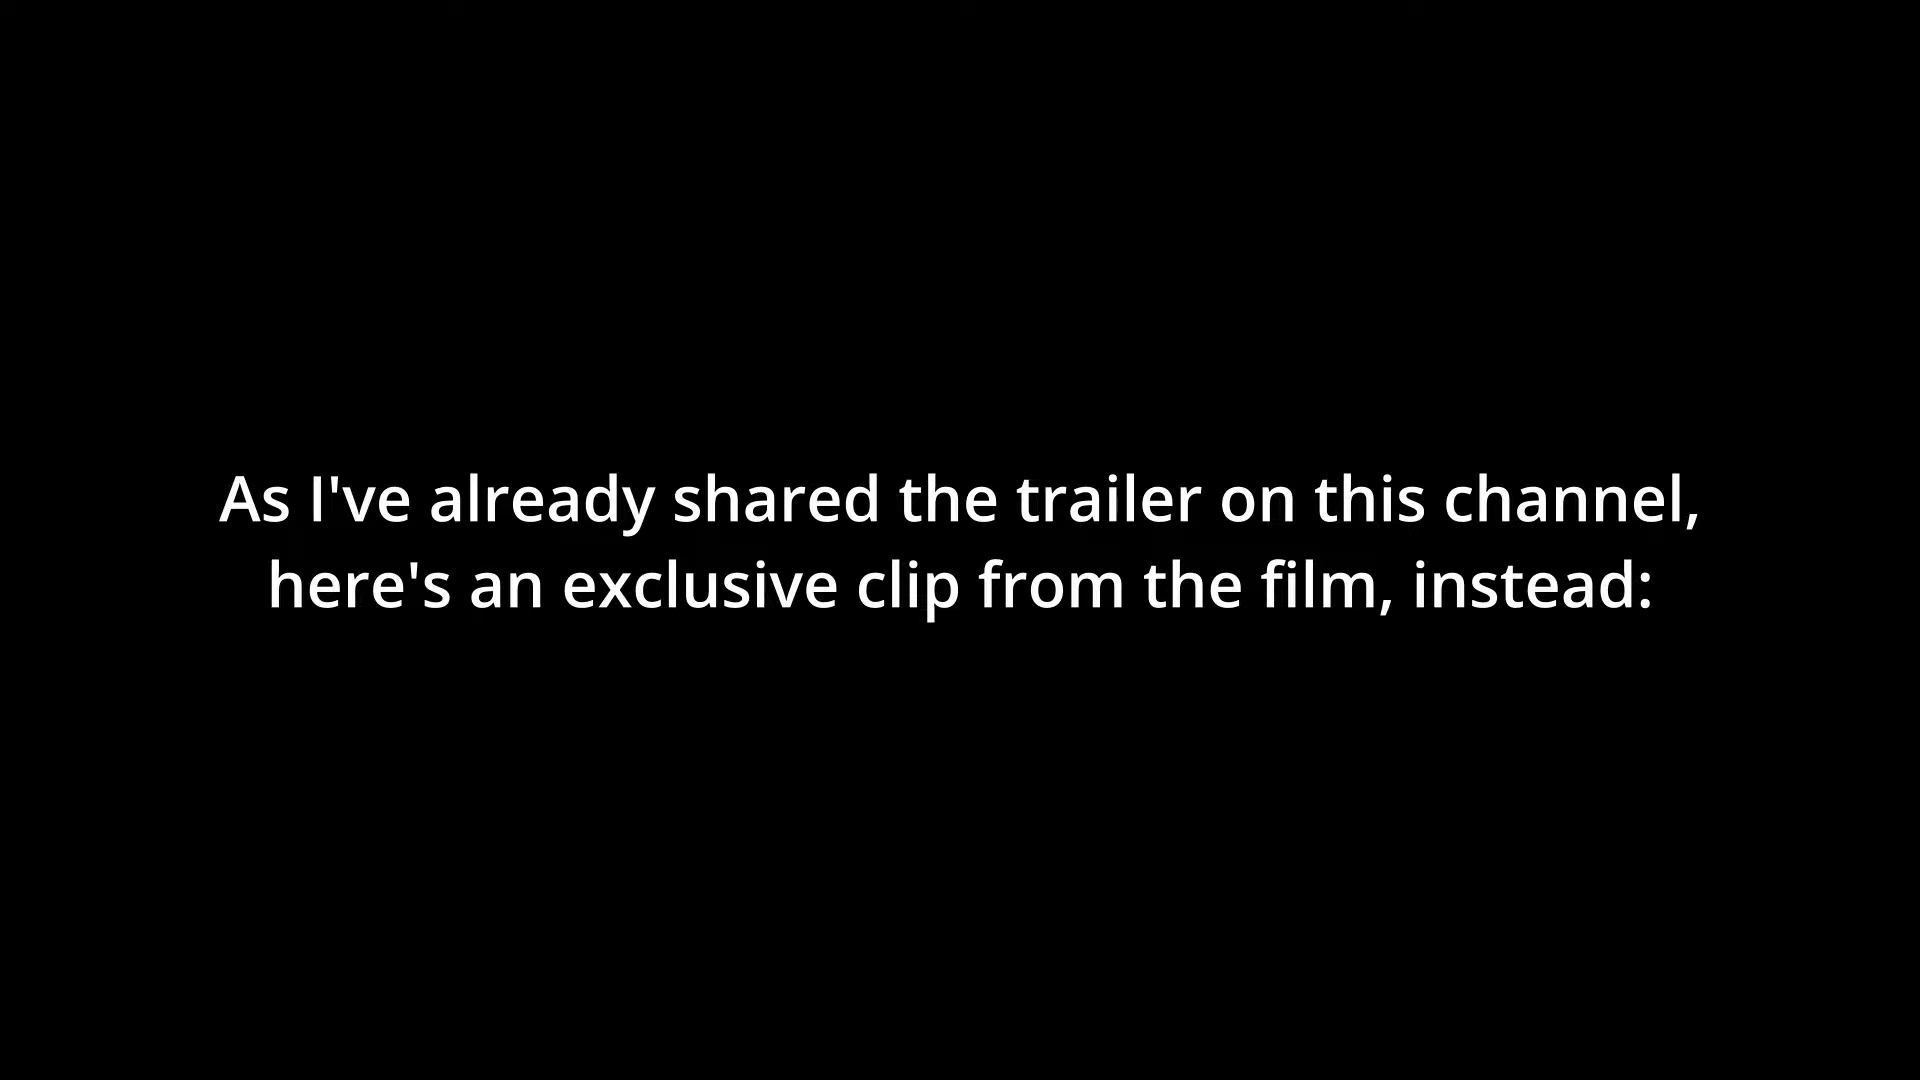 As I've already shared the trailer on this channel,
here's an exclusive clip from the film, instead: